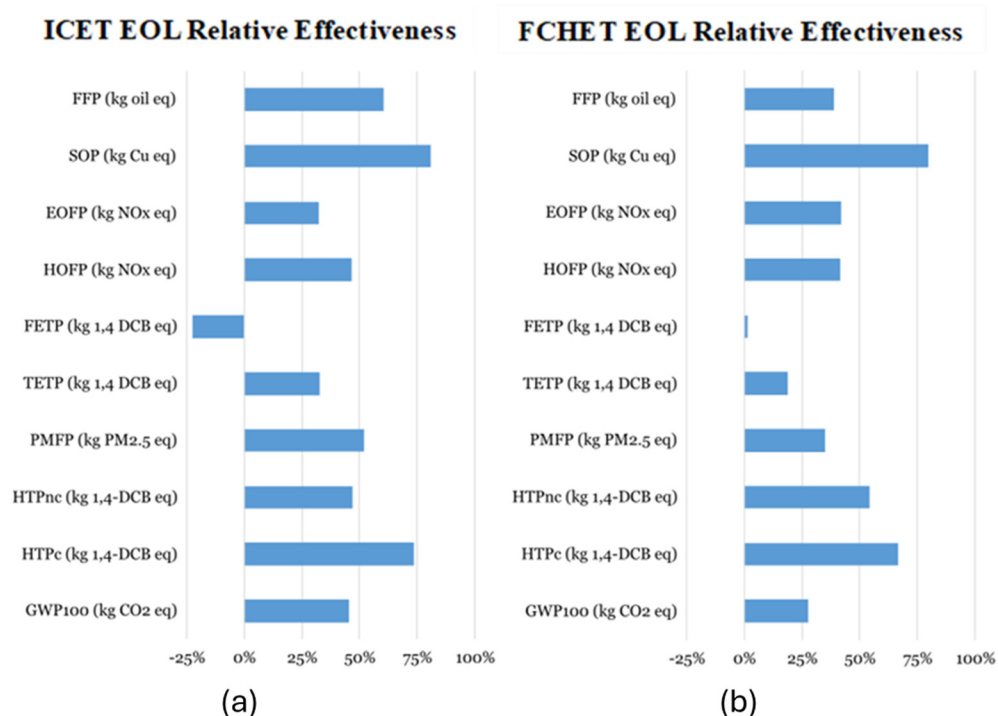 ICET EOL Relative Effectiveness
FFP (kg oil eq)
SOP (kg Cu eq)
EOFP (kg NOx eq)
HOFP (kg NOx eq)
FETP (kg 1,4 DCB eq)
TETP (kg 1,4 DCB eq)
PMFP (kg PM2.5 eq)
HTPnc (kg 1,4-DCB eq)
HTPc (kg 1,4-DCB eq)
GWP100 (kg CO2 eq)
-25% 0% 25% 50% 75% 100%
(a)
FCHET EOL Relative Effectiveness
FFP (kg oil eq)
SOP (kg Cu eq)
EOFP (kg NOx eq)
HOFP (kg NOx eq)
FETP (kg 1,4 DCB eq)
TETP (kg 1,4 DCB eq)
PMFP (kg PM2.5 eq)
HTPnc (kg 1,4-DCB eq)
HTPc (kg 1,4-DCB eq)
GWP100 (kg CO2 eq)
-25% 0% 25% 50% 75% 100%
(b)